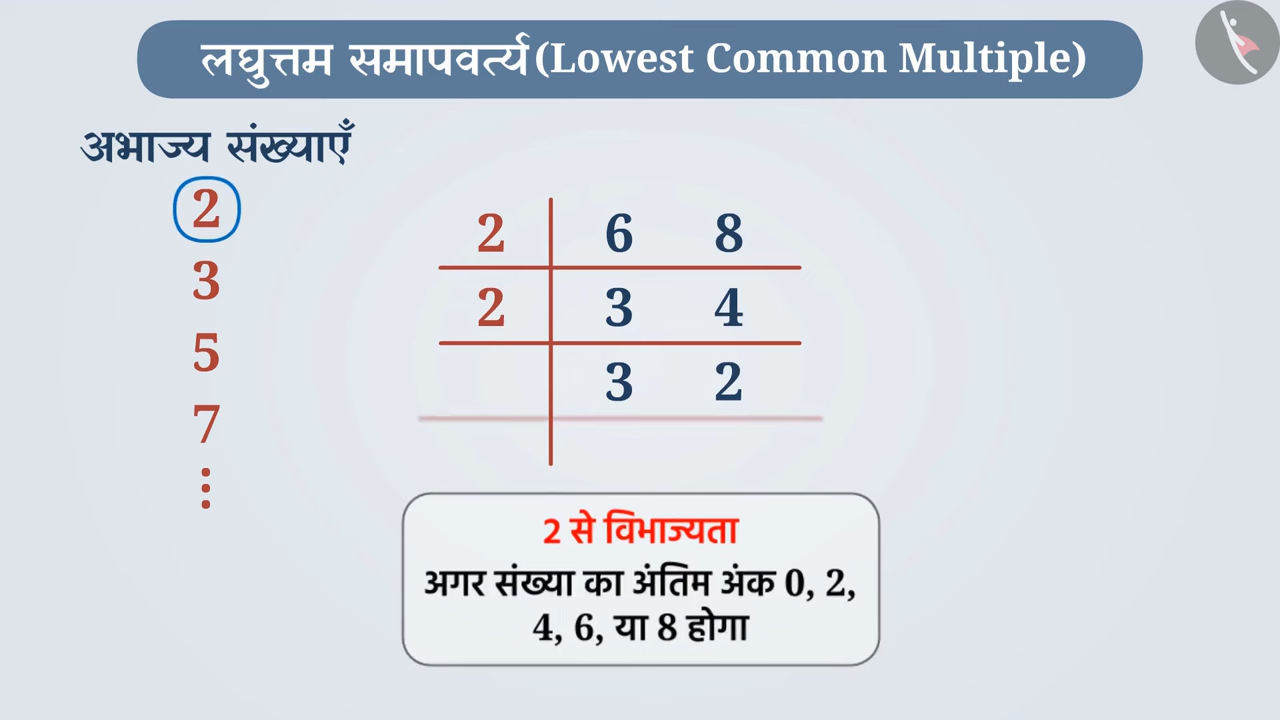 लघुत्तम समापवर्त्य(Lowest Common Multiple)
अभाज्य संख्याएँ
2
3
5
7
⋮
2 6 8
2 3 4
3 2
2 से विभाज्यता
अगर संख्या का अंतिम अंक 0, 2,
4, 6, या 8 होगा